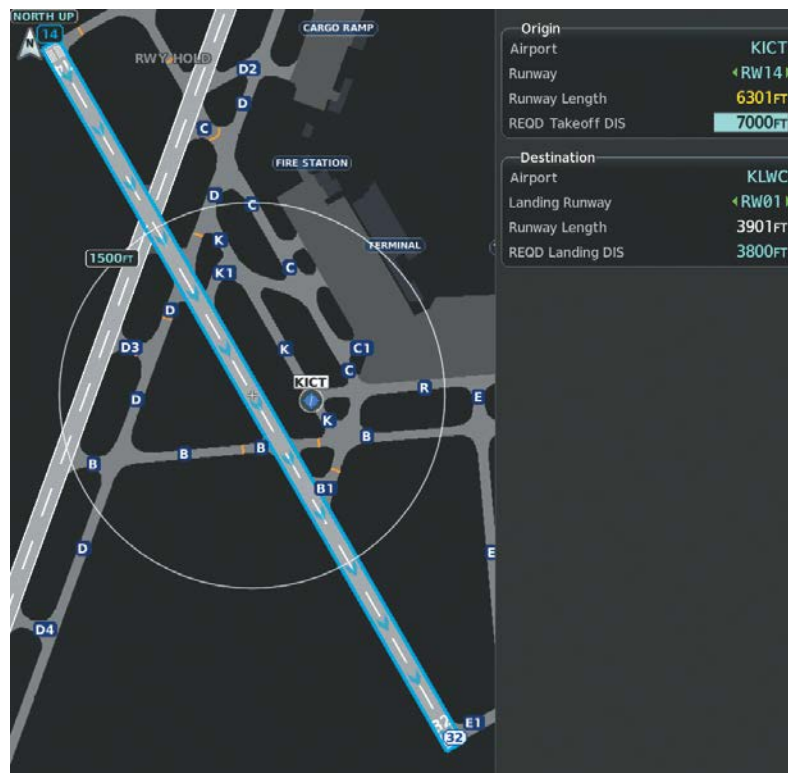 NORTH UP
14
N
RWY HOLD
CARGO RAMP
D2
D
C
FIRE STATION
D
C
K
TERMINAL
1500FT
K1
C
D
D3
K
C1
C
KICT
R
D
E
K
B
B
B
B
B1
D
E
D4
32
E1
32
Origin
Airport KICT
Runway RW14
Runway Length 6301FT
REQD Takeoff DIS 7000FT
Destination
Airport KLWC
Landing Runway RW01
Runway Length 3901FT
REQD Landing DIS 3800FT